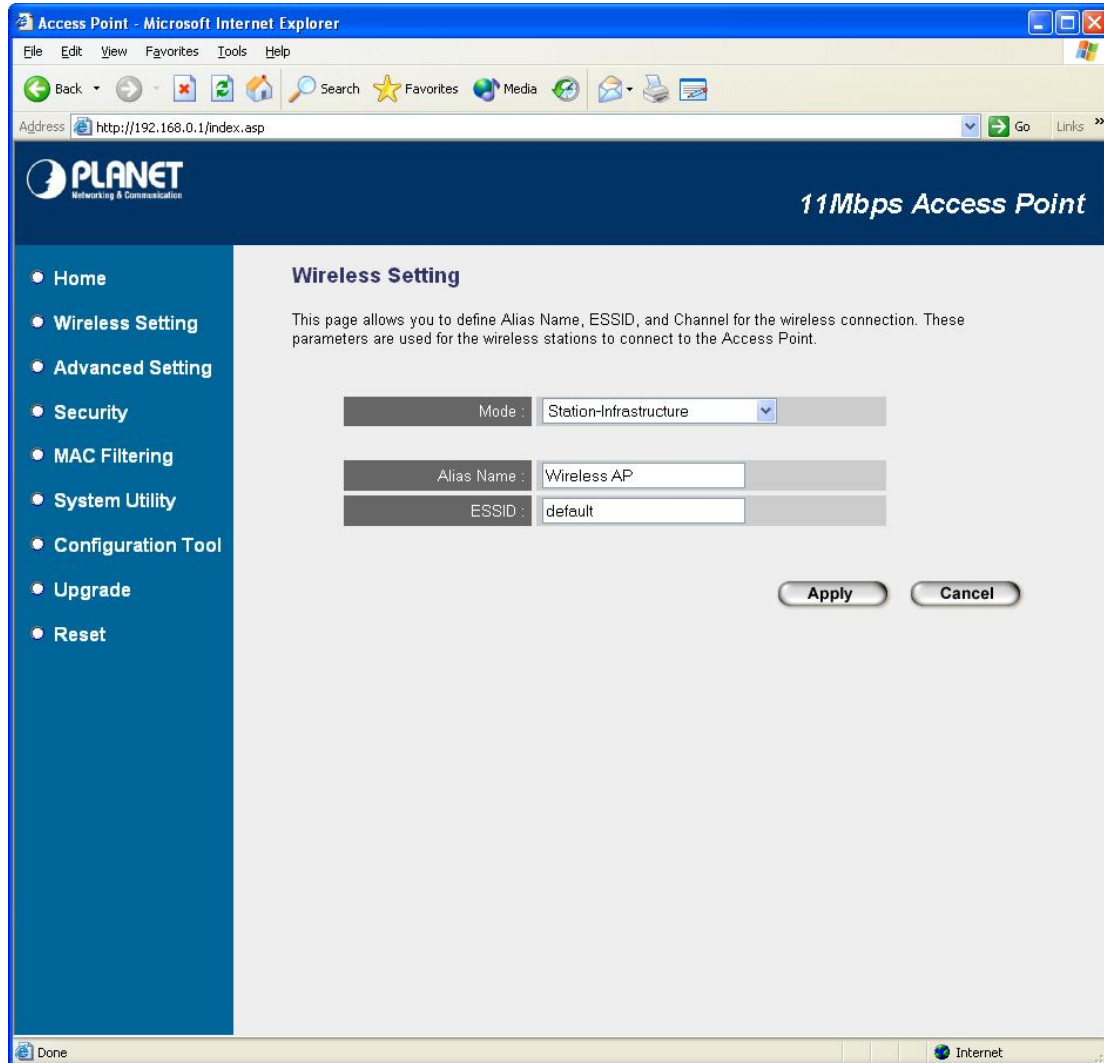 Access Point - Microsoft Internet Explorer
File Edit View Favorites Tools Help
Back Search Favorites Media
Address http://192.168.0.1/index.asp Go Links »
PLANET
Networking & Communication
11Mbps Access Point
Home
Wireless Setting
Advanced Setting
Security
MAC Filtering
System Utility
Configuration Tool
Upgrade
Reset
Wireless Setting
This page allows you to define Alias Name, ESSID, and Channel for the wireless connection. These
parameters are used for the wireless stations to connect to the Access Point.
Mode : Station-Infrastructure
Alias Name : Wireless AP
ESSID : default
Apply Cancel
Done Internet